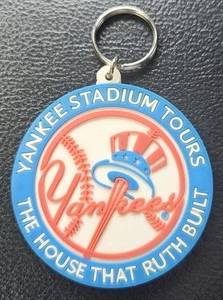 YANKEE STADIUM TOURS
Yankees
THE HOUSE THAT RUTH BUILT